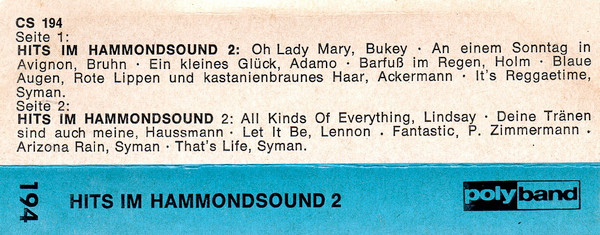 CS 194
Seite 1:
HITS IM HAMMONDSOUND 2: Oh Lady Mary, Bukey · An einem Sonntag in
Avignon, Bruhn · Ein kleines Glück, Adamo · Barfuß im Regen, Holm · Blaue
Augen, Rote Lippen und kastanienbraunes Haar, Ackermann · It's Reggaetime,
Syman.
Seite 2:
HITS IM HAMMONDSOUND 2: All Kinds Of Everything, Lindsay · Deine Tränen
sind auch meine, Haussmann · Let It Be, Lennon · Fantastic, P. Zimmermann ·
Arizona Rain, Syman · That's Life, Syman.
194 HITS IM HAMMONDSOUND 2 polyband